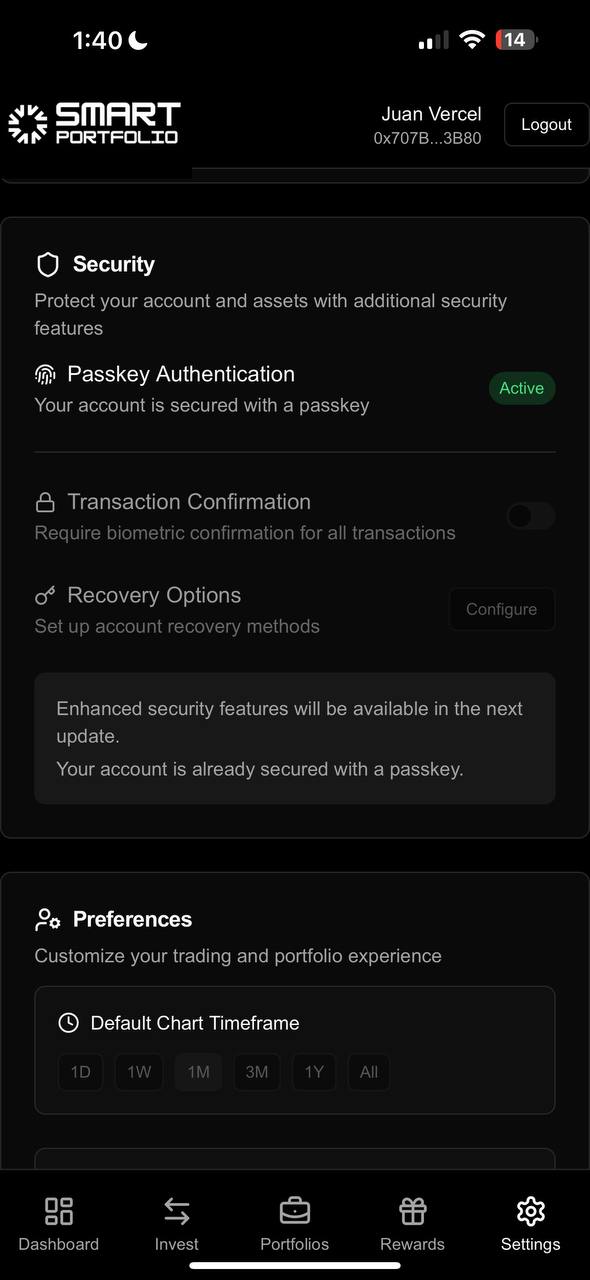 1:40
14
SMART
PORTFOLIO
Juan Vercel
0x707B...3B80
Logout
Security
Protect your account and assets with additional security
features
Passkey Authentication
Your account is secured with a passkey
Active
Transaction Confirmation
Require biometric confirmation for all transactions
Recovery Options
Set up account recovery methods
Configure
Enhanced security features will be available in the next
update.
Your account is already secured with a passkey.
Preferences
Customize your trading and portfolio experience
Default Chart Timeframe
1D 1W 1M 3M 1Y All
Dashboard Invest Portfolios Rewards Settings